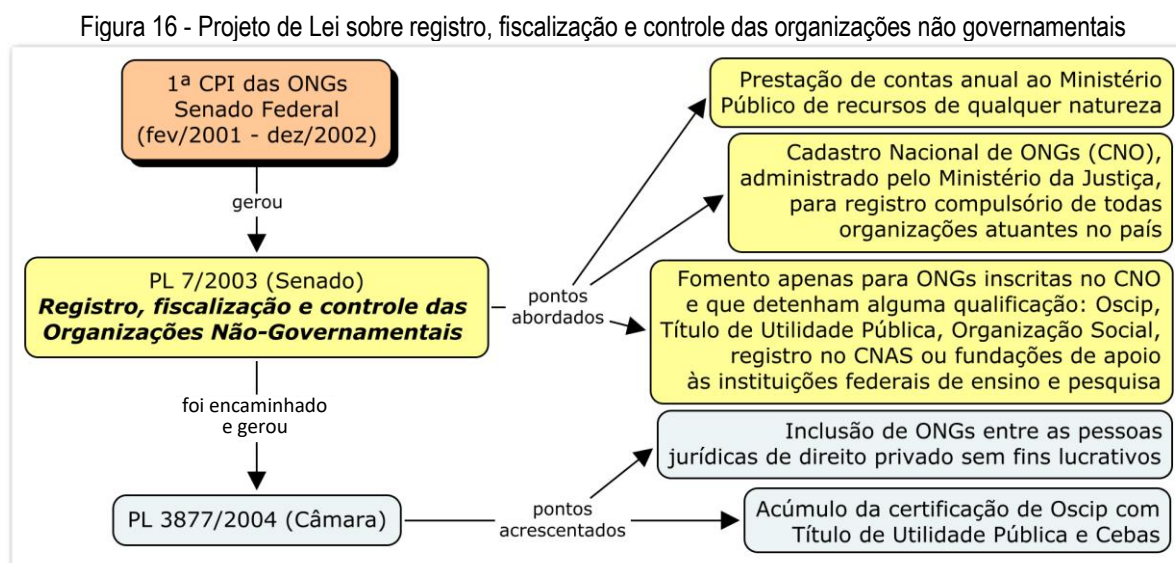 Figura 16 - Projeto de Lei sobre registro, fiscalização e controle das organizações não governamentais
1ª CPI das ONGs
Senado Federal
(fev/2001 - dez/2002)
gerou
PL 7/2003 (Senado)
Registro, fiscalização e controle das
Organizações Não-Governamentais
pontos
abordados
Prestação de contas anual ao Ministério
Público de recursos de qualquer natureza
Cadastro Nacional de ONGs (CNO),
administrado pelo Ministério da Justiça,
para registro compulsório de todas
organizações atuantes no país
Fomento apenas para ONGs inscritas no CNO
e que detenham alguma qualificação: Oscip,
Título de Utilidade Pública, Organização Social,
registro no CNAS ou fundações de apoio
às instituições federais de ensino e pesquisa
foi encaminhado
e gerou
PL 3877/2004 (Câmara)
pontos
acrescentados
Inclusão de ONGs entre as pessoas
jurídicas de direito privado sem fins lucrativos
Acúmulo da certificação de Oscip com
Título de Utilidade Pública e Cebas